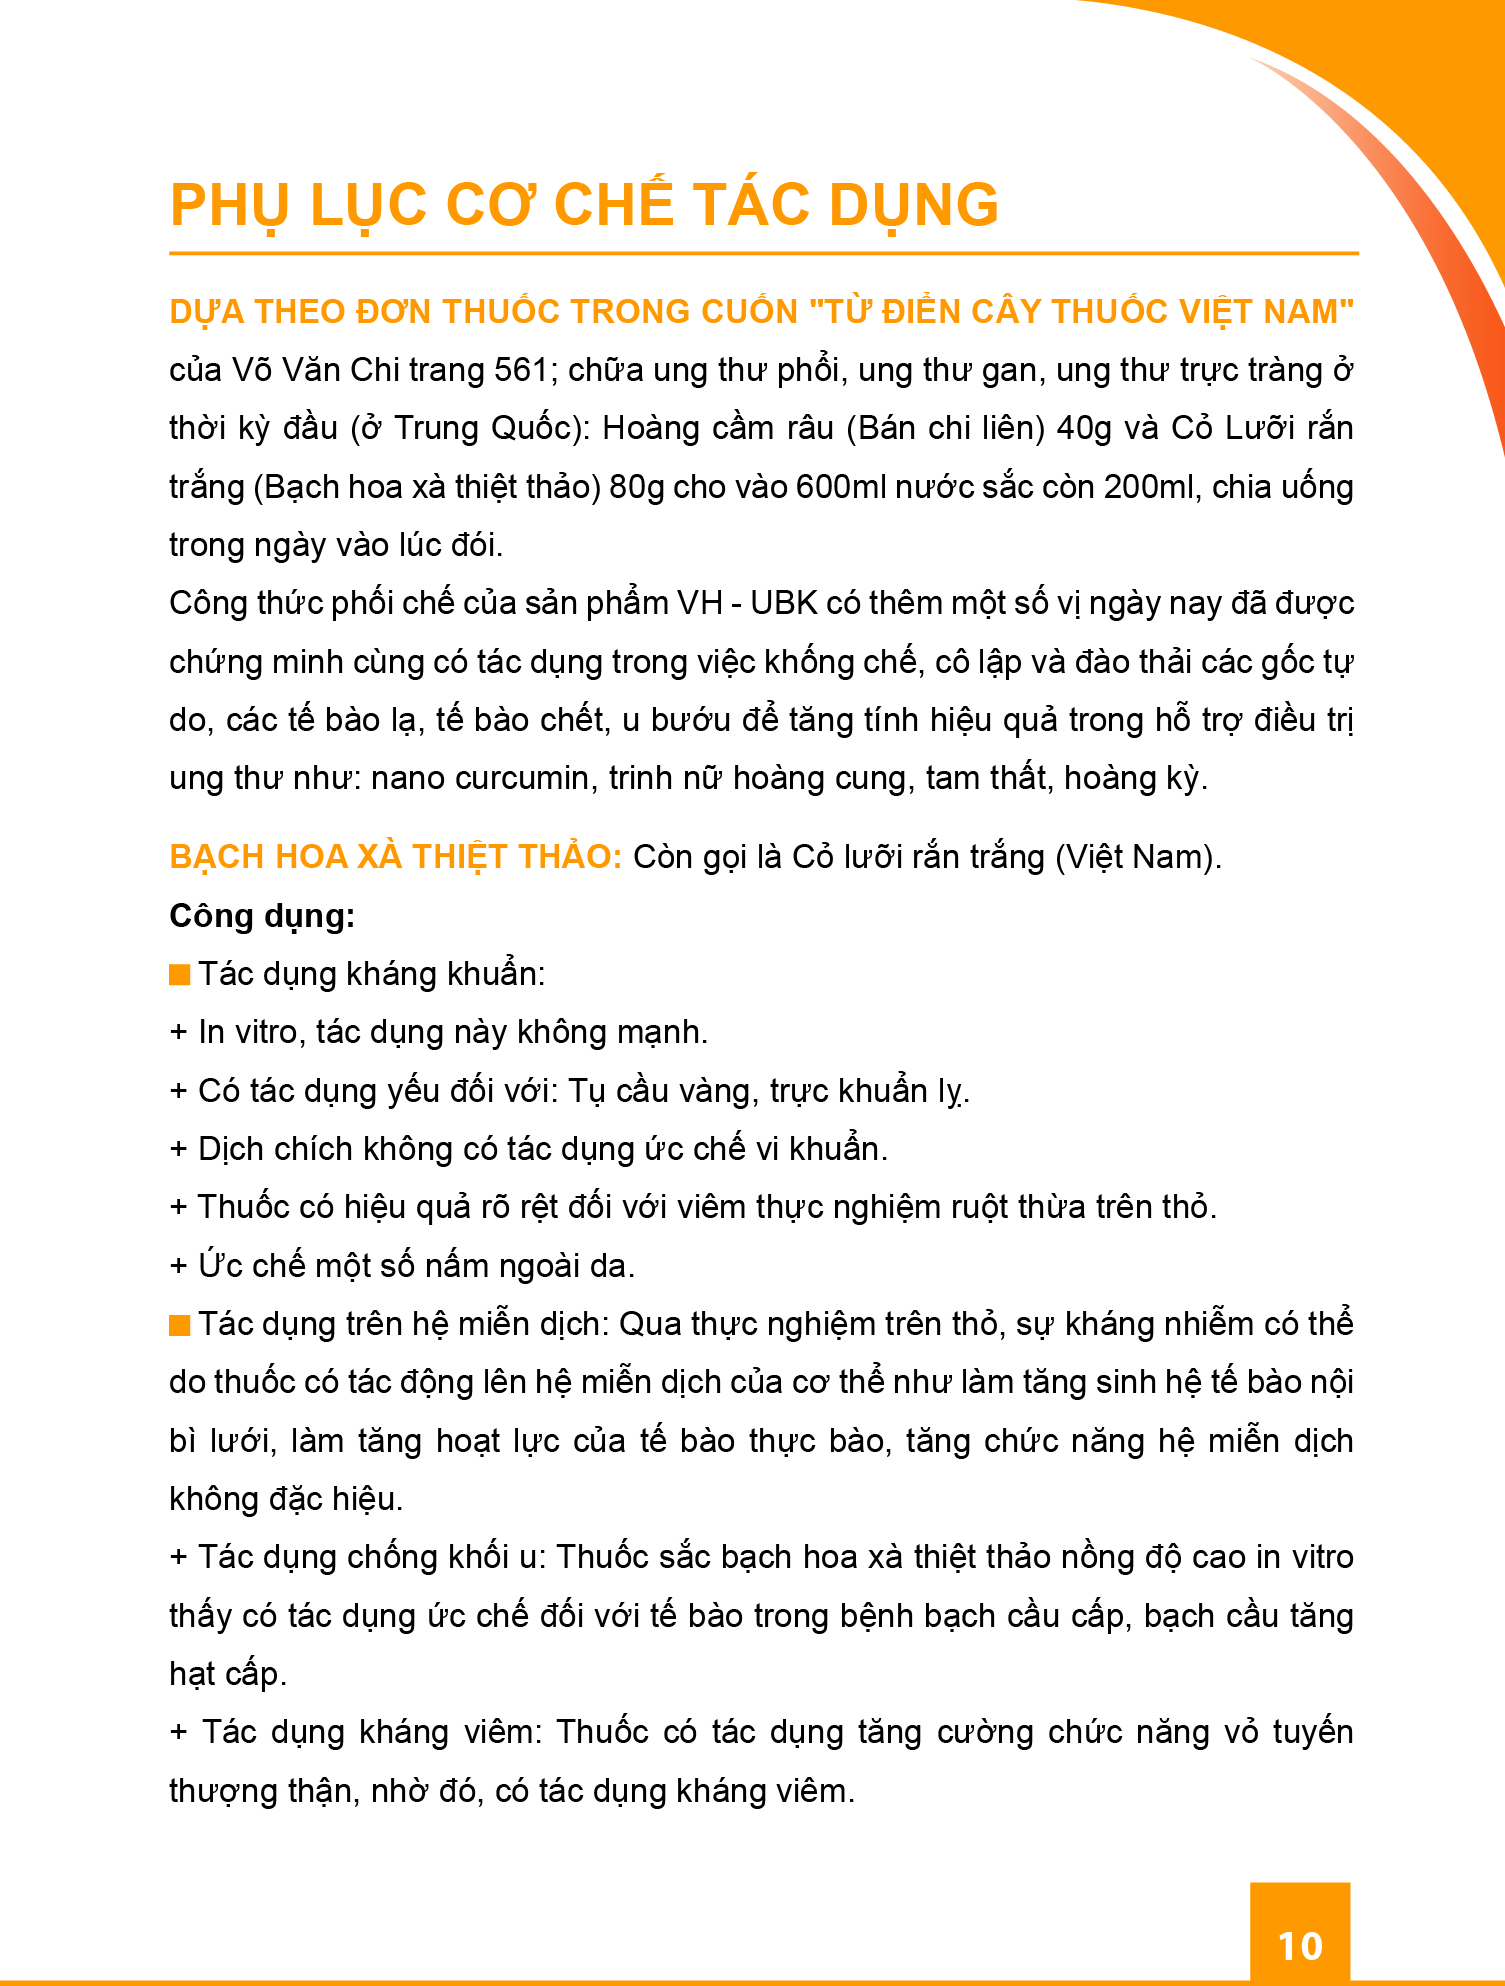 PHỤ LỤC CƠ CHẾ TÁC DỤNG
DỰA THEO ĐƠN THUỐC TRONG CUỐN "TỪ ĐIỂN CÂY THUỐC VIỆT NAM"
của Võ Văn Chi trang 561; chữa ung thư phổi, ung thư gan, ung thư trực tràng ở
thời kỳ đầu (ở Trung Quốc): Hoàng cầm râu (Bán chi liên) 40g và Cỏ Lưỡi rắn
trắng (Bạch hoa xà thiệt thảo) 80g cho vào 600ml nước sắc còn 200ml, chia uống
trong ngày vào lúc đói.
Công thức phối chế của sản phẩm VH - UBK có thêm một số vị ngày nay đã được
chứng minh cùng có tác dụng trong việc khống chế, cô lập và đào thải các gốc tự
do, các tế bào lạ, tế bào chết, u bướu để tăng tính hiệu quả trong hỗ trợ điều trị
ung thư như: nano curcumin, trinh nữ hoàng cung, tam thất, hoàng kỳ.
BẠCH HOA XÀ THIỆT THẢO: Còn gọi là Cỏ lưỡi rắn trắng (Việt Nam).
Công dụng:
Tác dụng kháng khuẩn:
+ In vitro, tác dụng này không mạnh.
+ Có tác dụng yếu đối với: Tụ cầu vàng, trực khuẩn lỵ.
+ Dịch chích không có tác dụng ức chế vi khuẩn.
+ Thuốc có hiệu quả rõ rệt đối với viêm thực nghiệm ruột thừa trên thỏ.
+ Ức chế một số nấm ngoài da.
Tác dụng trên hệ miễn dịch: Qua thực nghiệm trên thỏ, sự kháng nhiễm có thể
do thuốc có tác động lên hệ miễn dịch của cơ thể như làm tăng sinh hệ tế bào nội
bì lưới, làm tăng hoạt lực của tế bào thực bào, tăng chức năng hệ miễn dịch
không đặc hiệu.
+ Tác dụng chống khối u: Thuốc sắc bạch hoa xà thiệt thảo nồng độ cao in vitro
thấy có tác dụng ức chế đối với tế bào trong bệnh bạch cầu cấp, bạch cầu tăng
hạt cấp.
+ Tác dụng kháng viêm: Thuốc có tác dụng tăng cường chức năng vỏ tuyến
thượng thận, nhờ đó, có tác dụng kháng viêm.
10